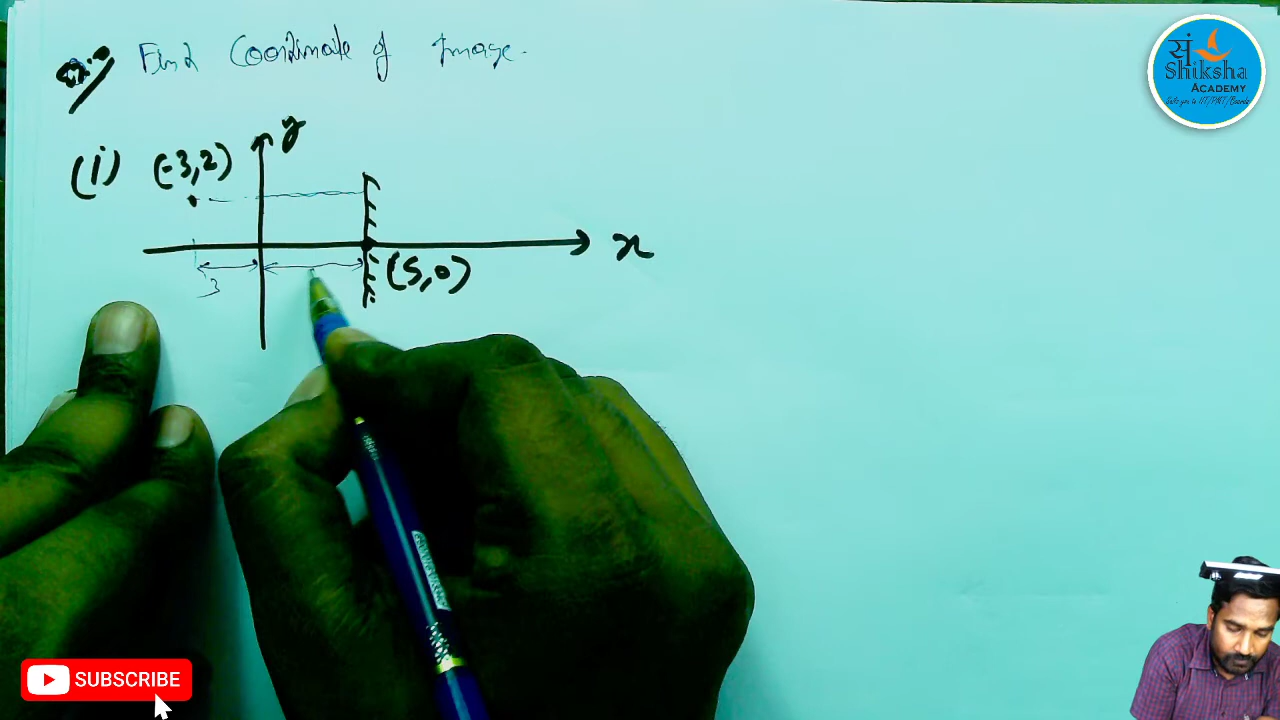 Find Coordinate of Image.
(i) (-3,2)
y
x
(5,0)
3
सं
Shiksha
ACADEMY
SUBSCRIBE